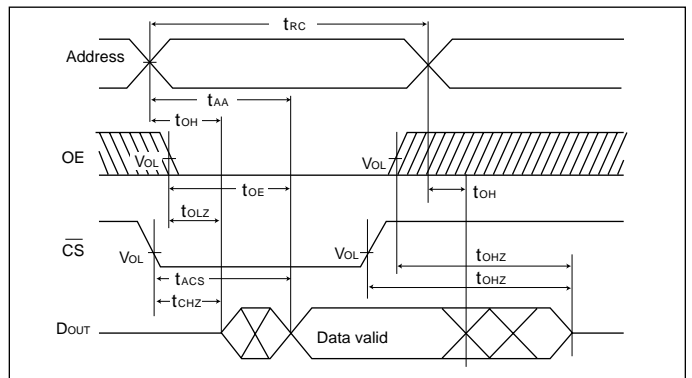 tRC
Address
tAA
tOH
OE
VOL
VOL
tOE
tOH
tOLZ
CS
VOL
VOL
tOHZ
tACS
tOHZ
tCHZ
DOUT
Data valid